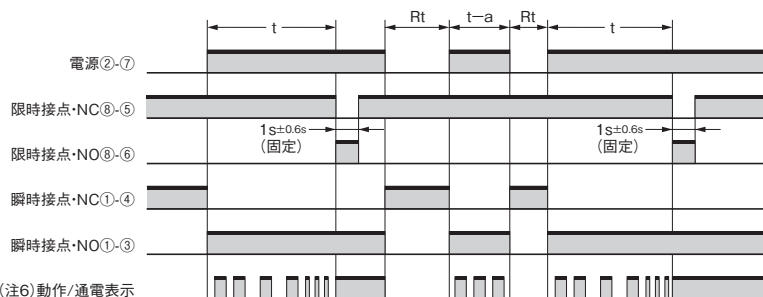 t Rt t－a Rt t
電源②-⑦
限時接点・NC⑧-⑤
1s±0.6s 1s±0.6s
(固定) (固定)
限時接点・NO⑧-⑥
瞬時接点・NC①-④
瞬時接点・NO①-③
(注6)動作/通電表示